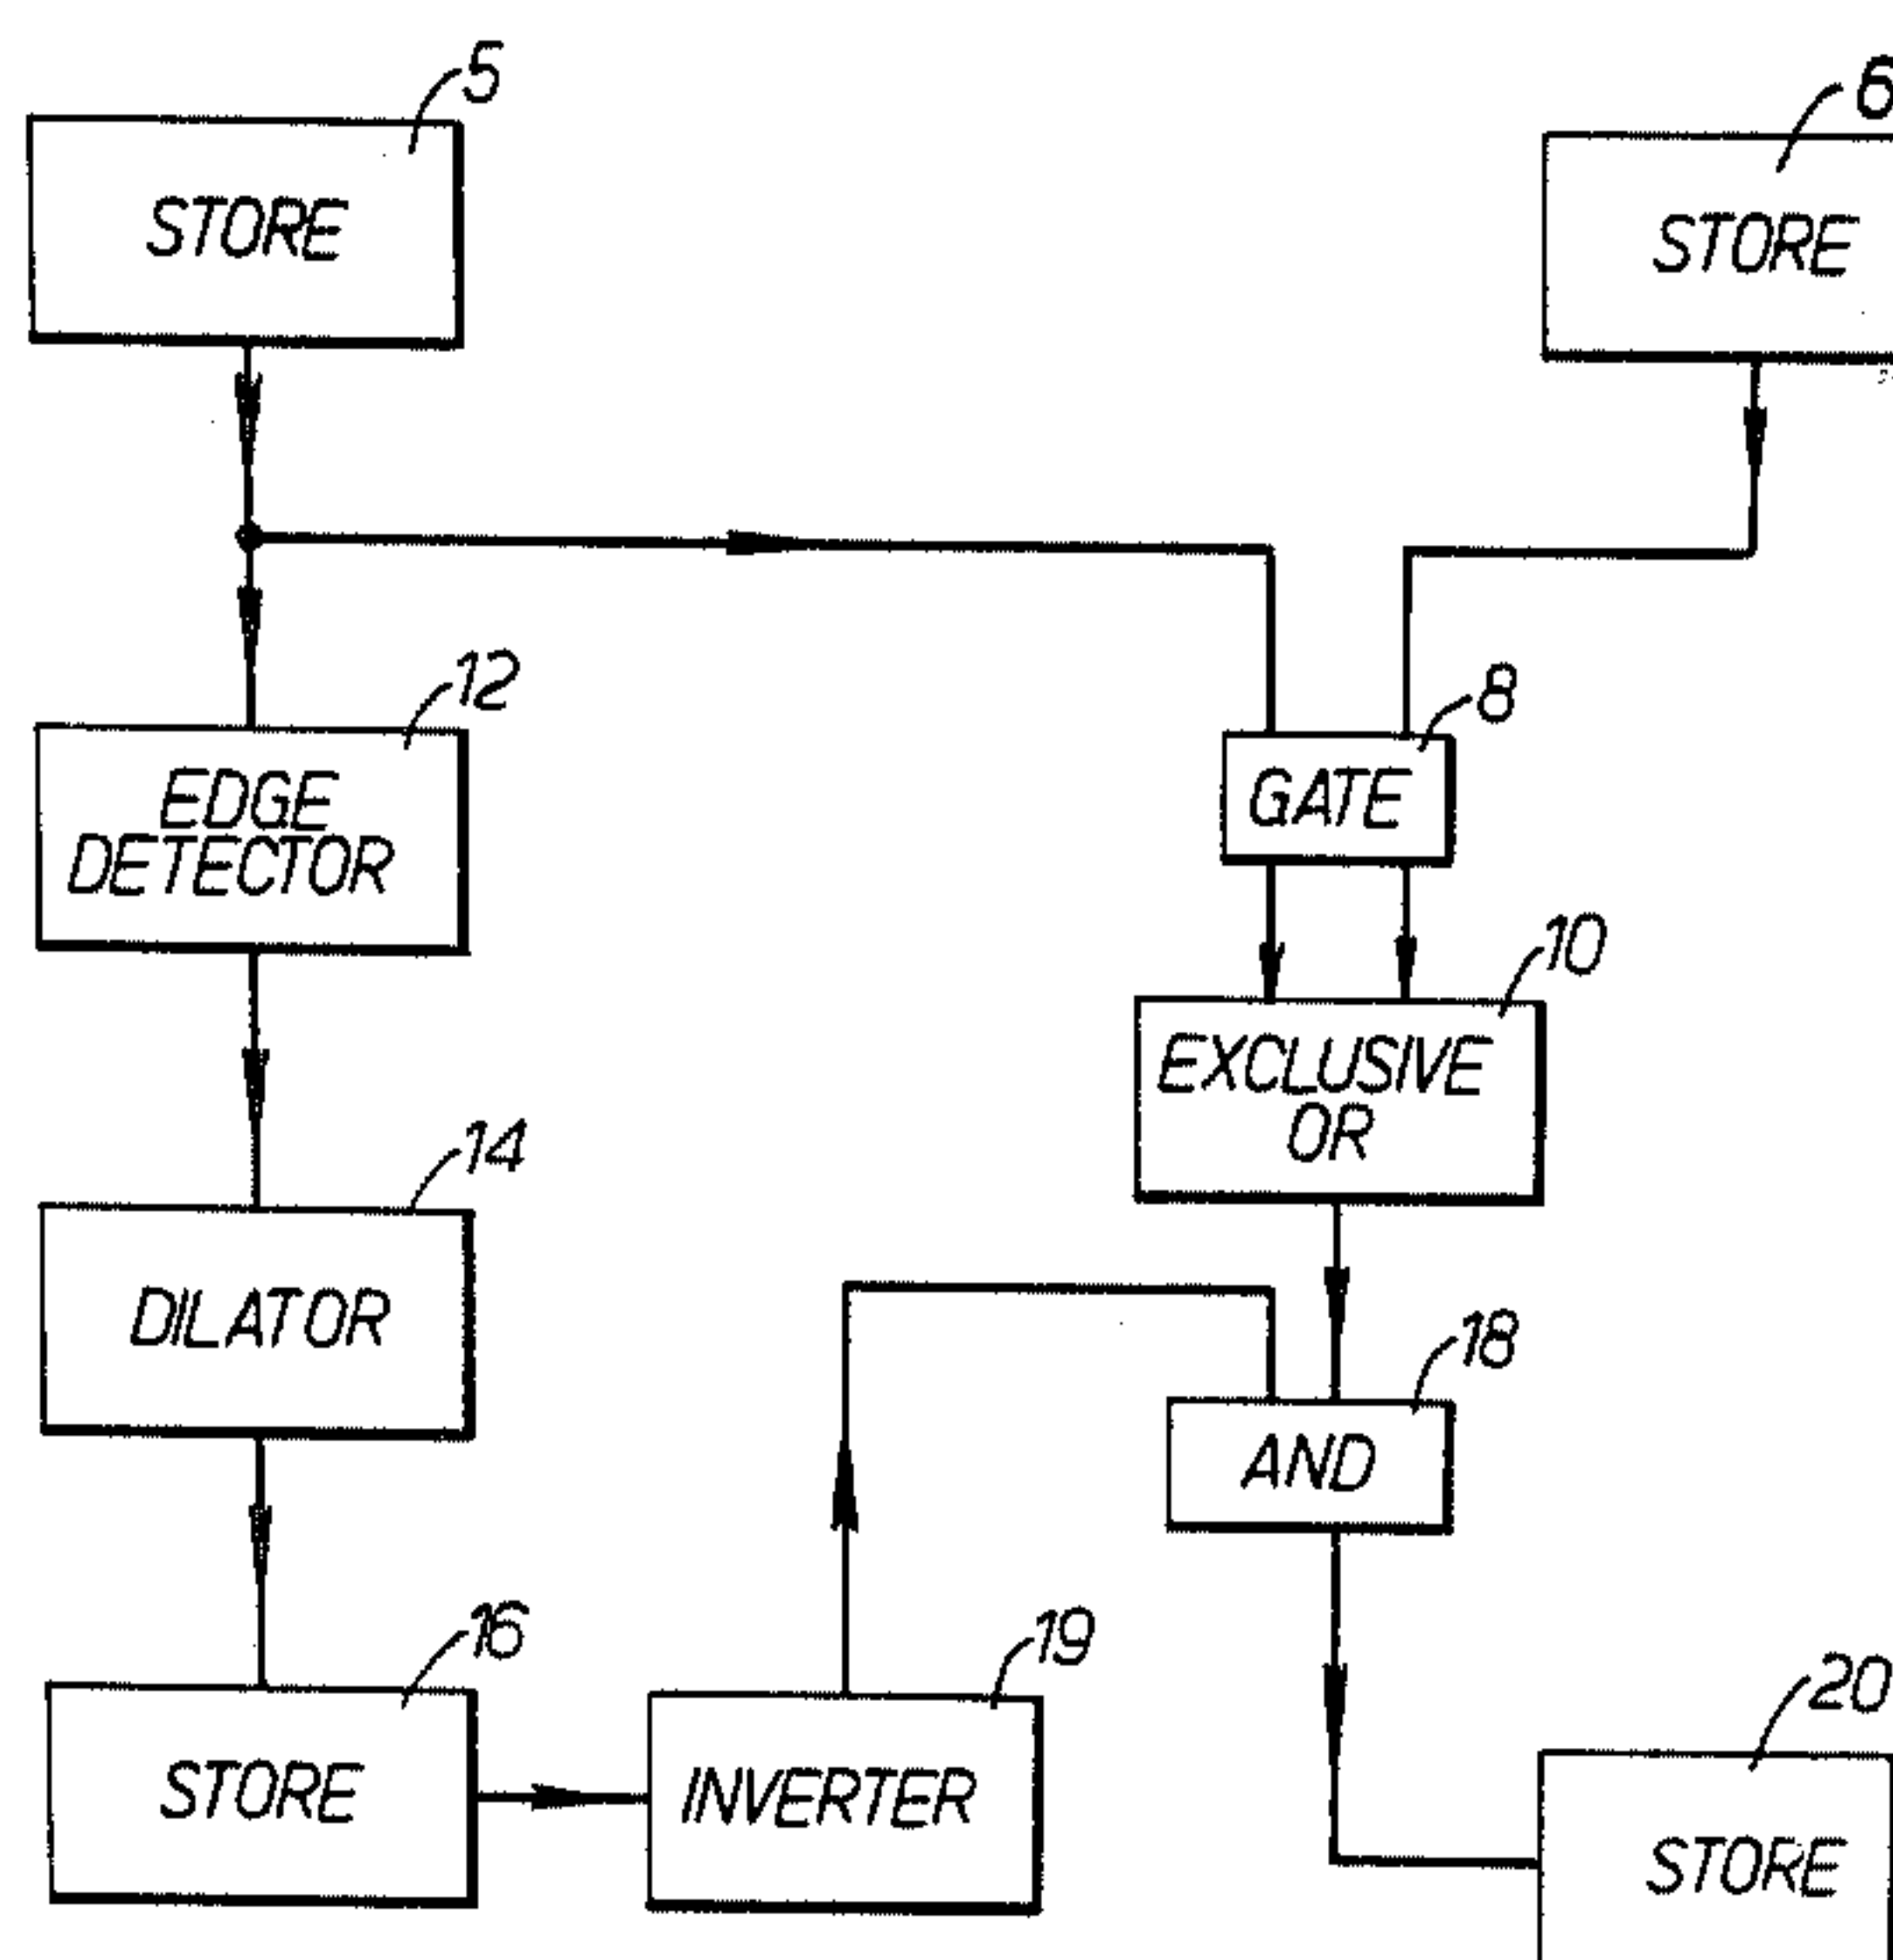 5
6
STORE
STORE
12
8
EDGE
DETECTOR
GATE
10
EXCLUSIVE
OR
14
18
DILATOR
AND
16
19
20
STORE
INVERTER
STORE